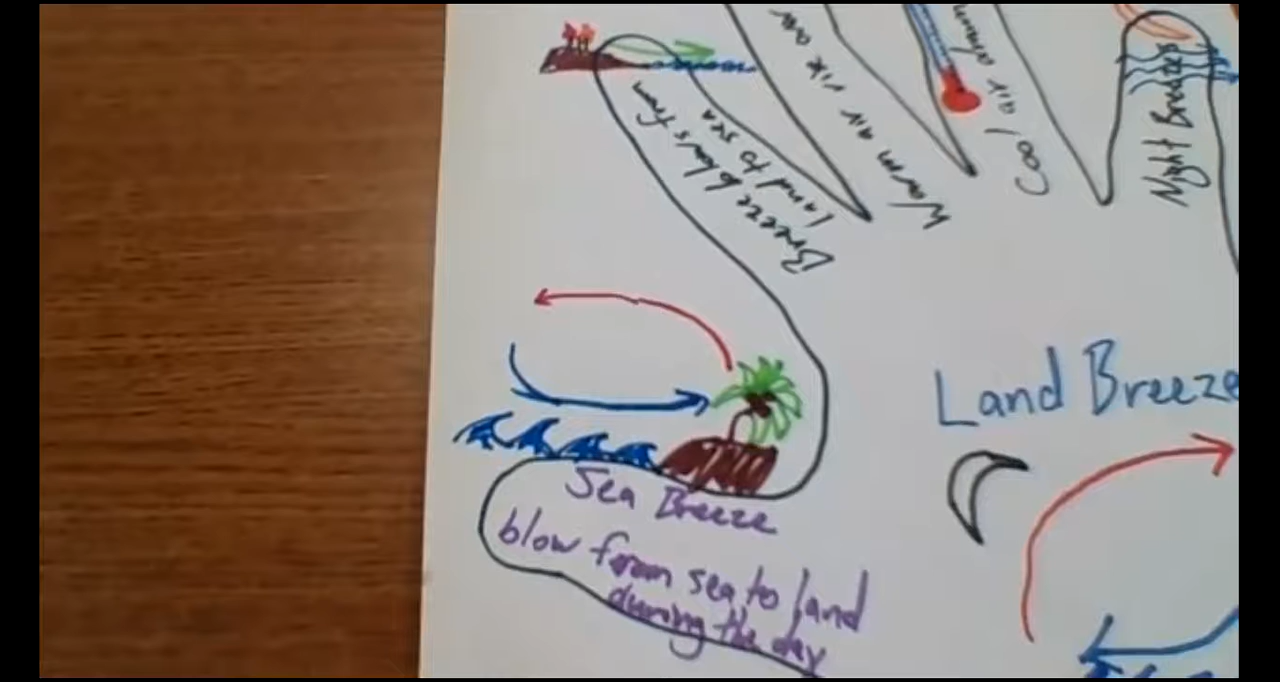 Breeze blows from
land to sea
Warm air rise over
Cool air
Night Breeze
Land Breeze
Sea Breeze
blow from sea to land
during the day